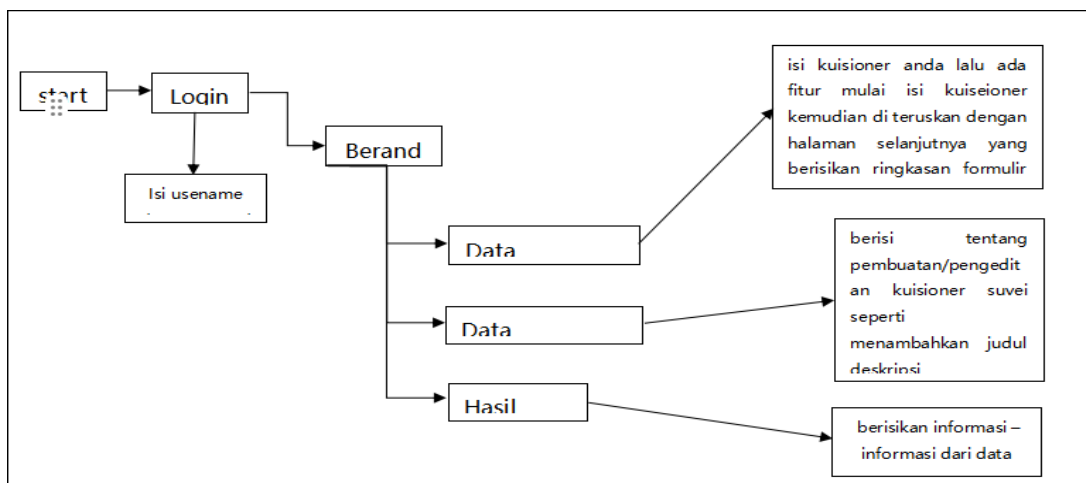 start
Login
Isi usename
Berand
Data
Data
Hasil
isi kuisioner anda lalu ada
fitur mulai isi kuiseioner
kemudian di teruskan dengan
halaman selanjutnya yang
berisikan ringkasan formulir
berisi tentang
pembuatan/pengedit
an kuisioner suvei
seperti
menambahkan judul
deskripsi
berisikan informasi –
informasi dari data